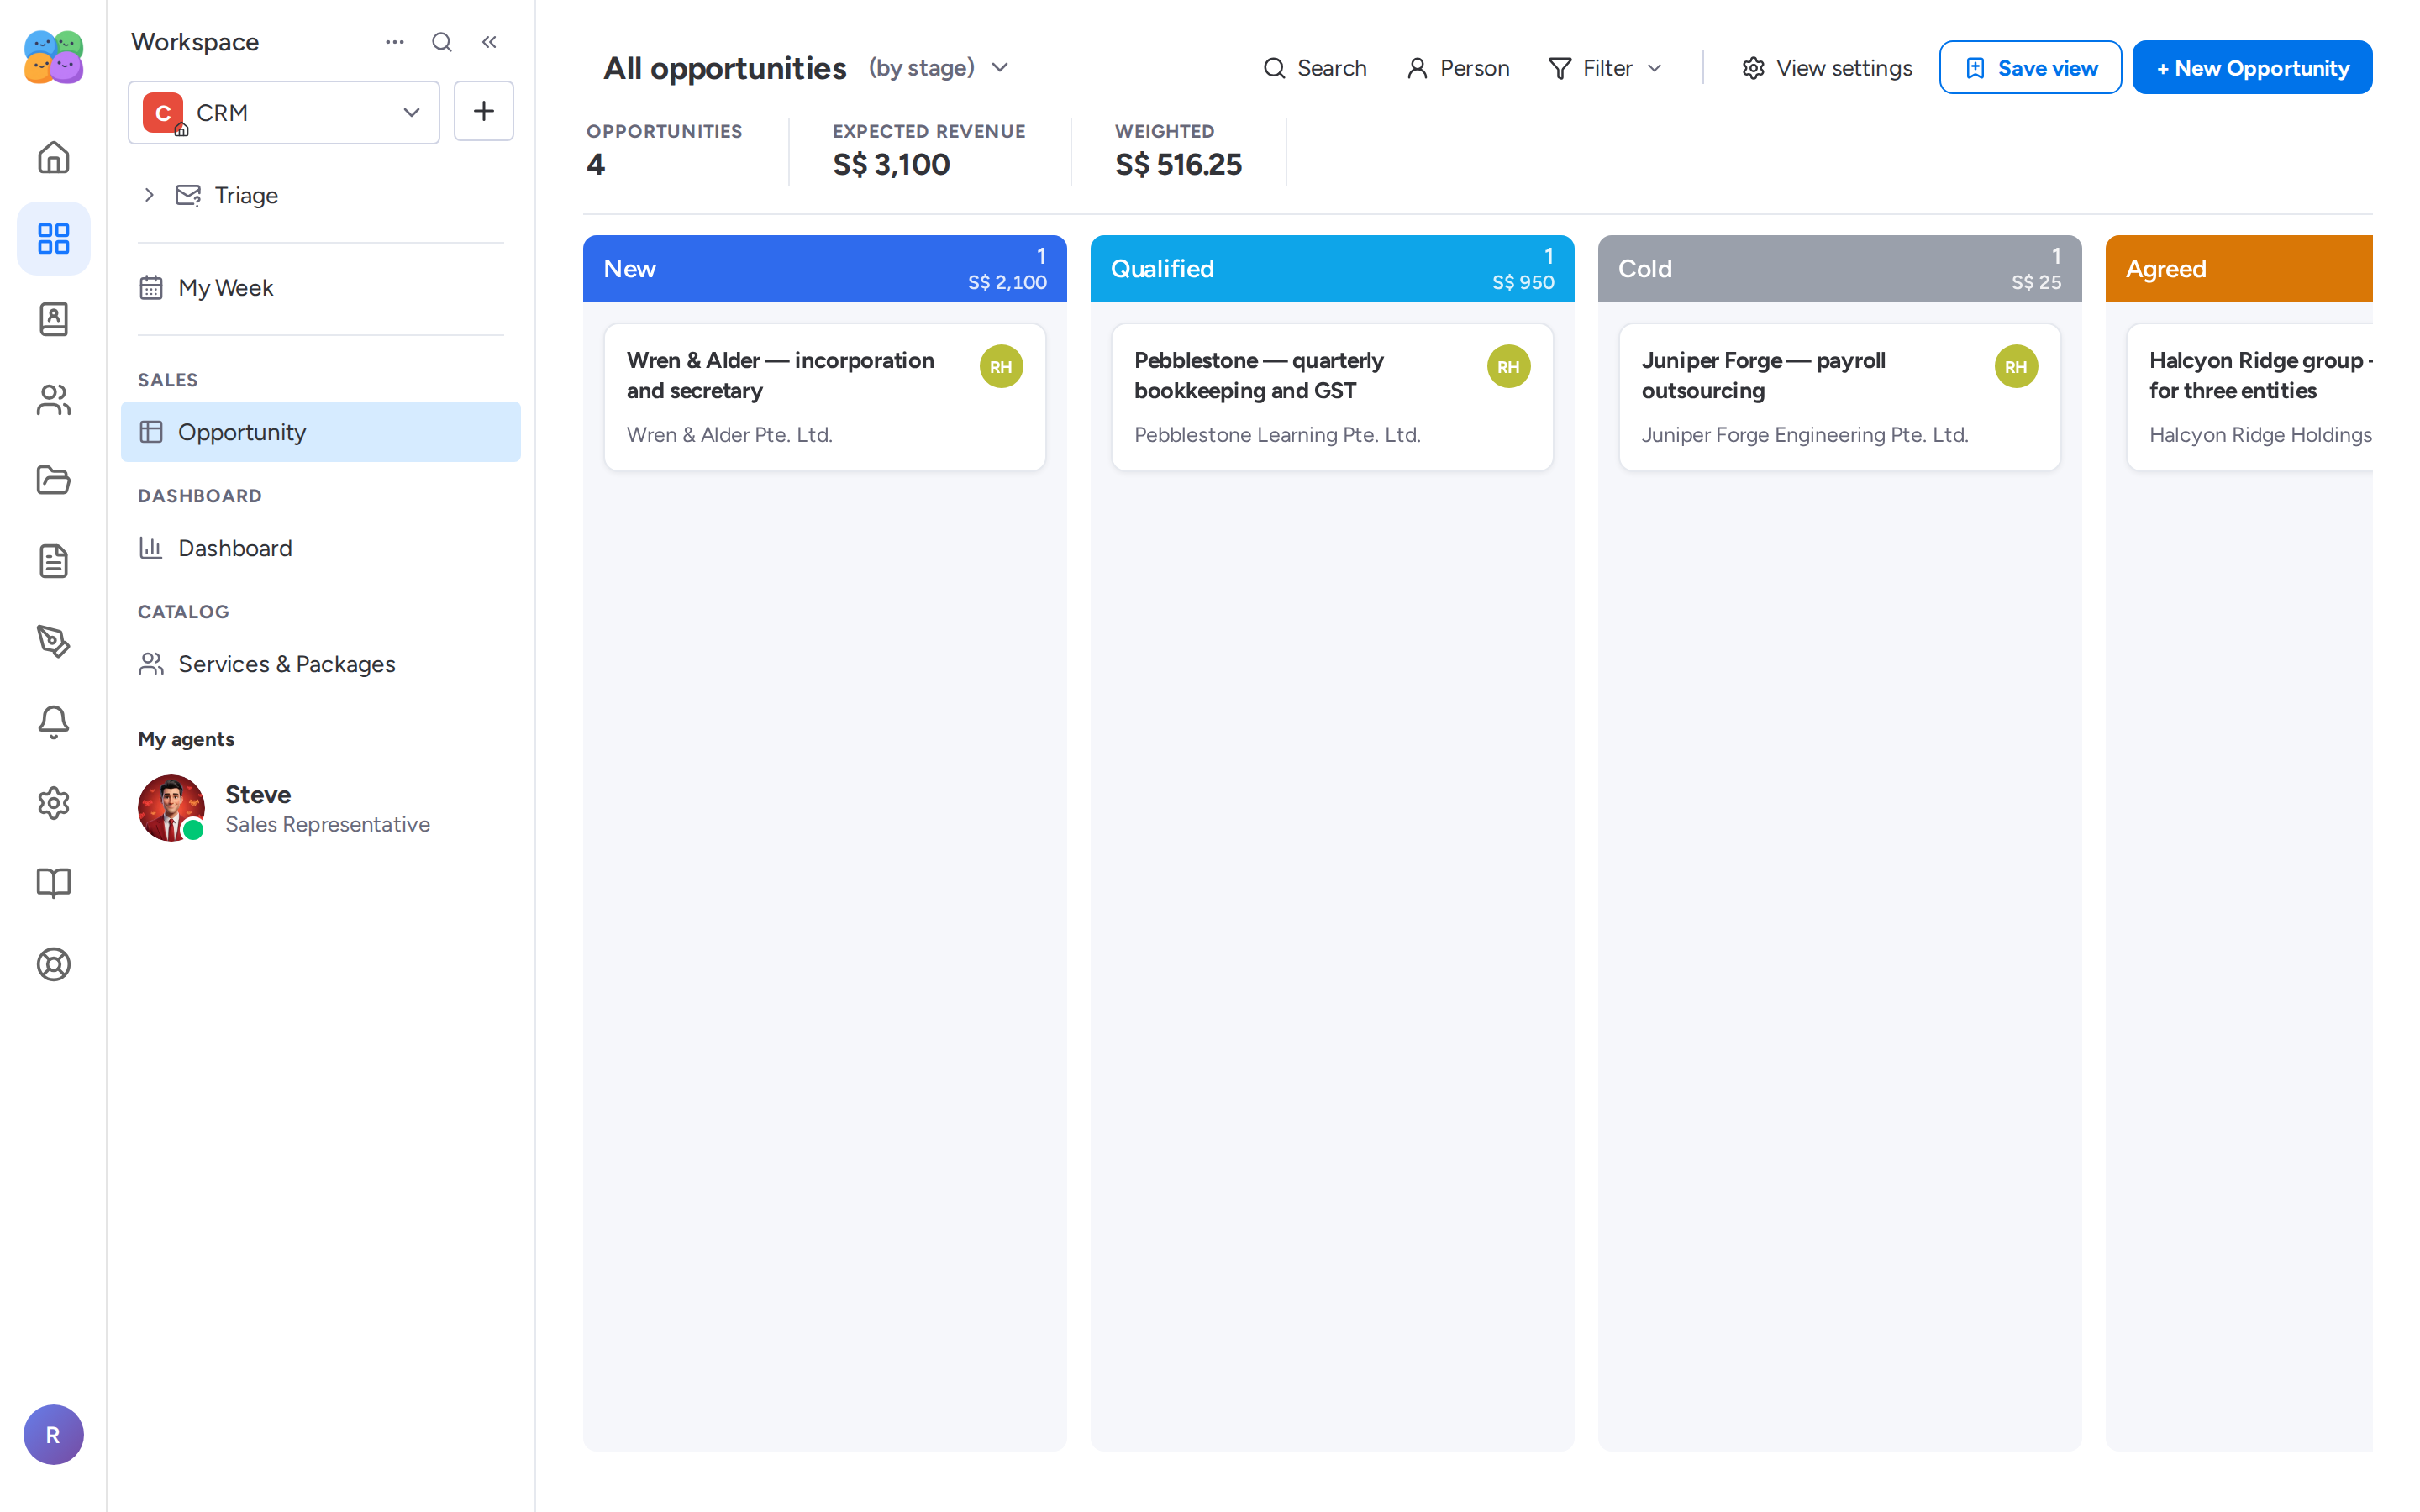 Workspace
C
CRM
Triage
My Week
SALES
Opportunity
DASHBOARD
Dashboard
CATALOG
Services & Packages
My agents
Steve
Sales Representative
R
All opportunities (by stage)
Search
Person
Filter
View settings
Save view
+ New Opportunity
OPPORTUNITIES
4
EXPECTED REVENUE
S$ 3,100
WEIGHTED
S$ 516.25
New
1
S$ 2,100
Wren & Alder — incorporation
and secretary
RH
Wren & Alder Pte. Ltd.
Qualified
1
S$ 950
Pebblestone — quarterly
bookkeeping and GST
RH
Pebblestone Learning Pte. Ltd.
Cold
1
S$ 25
Juniper Forge — payroll
outsourcing
RH
Juniper Forge Engineering Pte. Ltd.
Agreed
Halcyon Ridge group -
for three entities
Halcyon Ridge Holdings